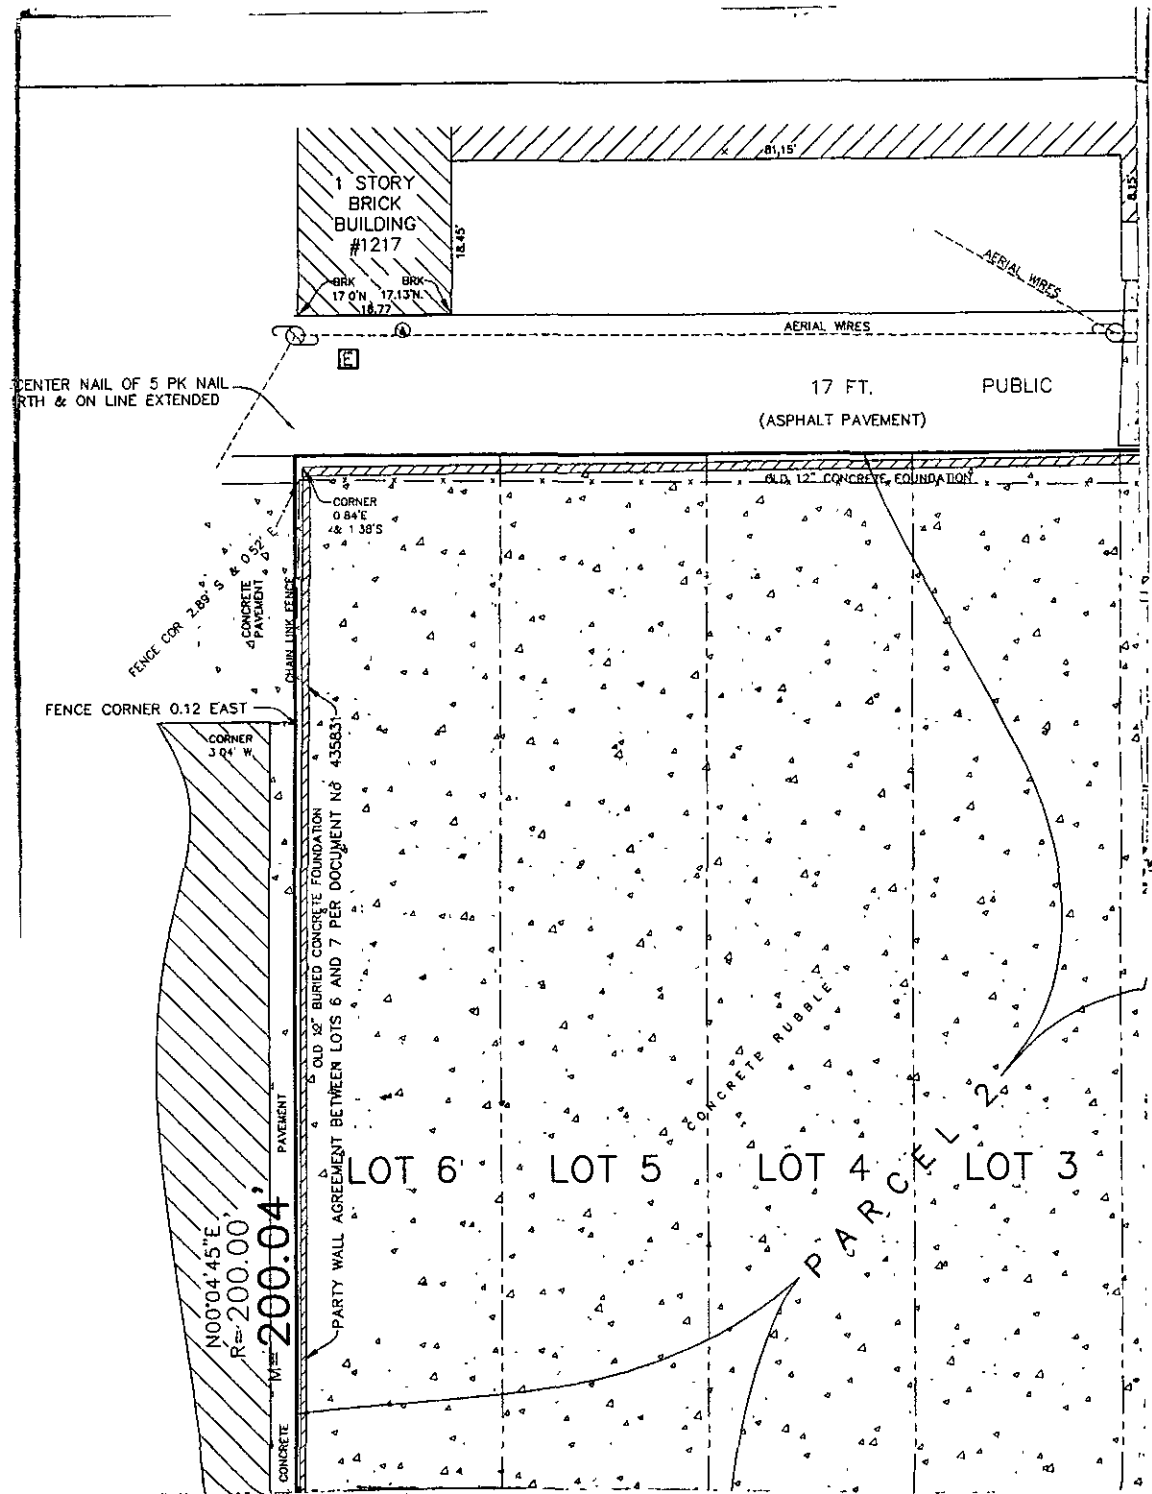 81.15'
8.15'
1 STORY
BRICK
BUILDING
#1217
18.45'
BRK
17.0'N
BRK
17.13'N.
18.77
AERIAL WIRES
AERIAL WIRES
E
CENTER NAIL OF 5 PK NAIL
RTH & ON LINE EXTENDED
17 FT.
PUBLIC
(ASPHALT PAVEMENT)
OLD 12" CONCRETE FOUNDATION
CORNER
0.84'E
& 1.38'S
FENCE COR 2.89' S & 0.52' E
CONCRETE
PAVEMENT
CHAIN LINK FENCE
FENCE CORNER 0.12 EAST
CORNER
3.04' W.
OLD 12" BURIED CONCRETE FOUNDATION
PARTY WALL AGREEMENT BETWEEN LOTS 6 AND 7 PER DOCUMENT No 435831
CONCRETE RUBBLE
PAVEMENT
LOT 6
LOT 5
LOT 4
LOT 3
PARCEL 2
N00°04'45"E
R=200.00'
M=200.04'
CONCRETE